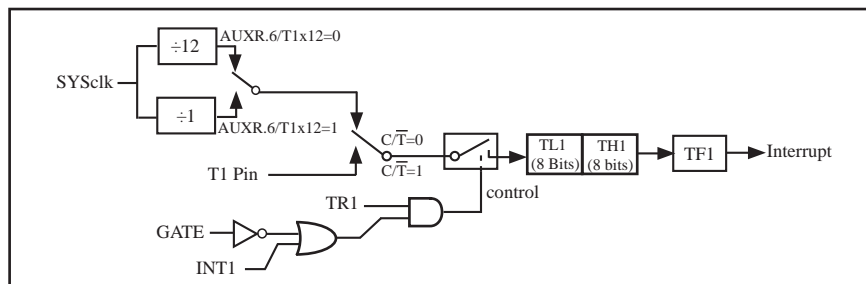 ÷12
AUXR.6/T1x12=0
SYSclk
÷1
AUXR.6/T1x12=1
C/T̅=0
C/T̅=1
T1 Pin
TL1
(8 Bits)
TH1
(8 bits)
TF1
Interrupt
control
TR1
GATE
INT1